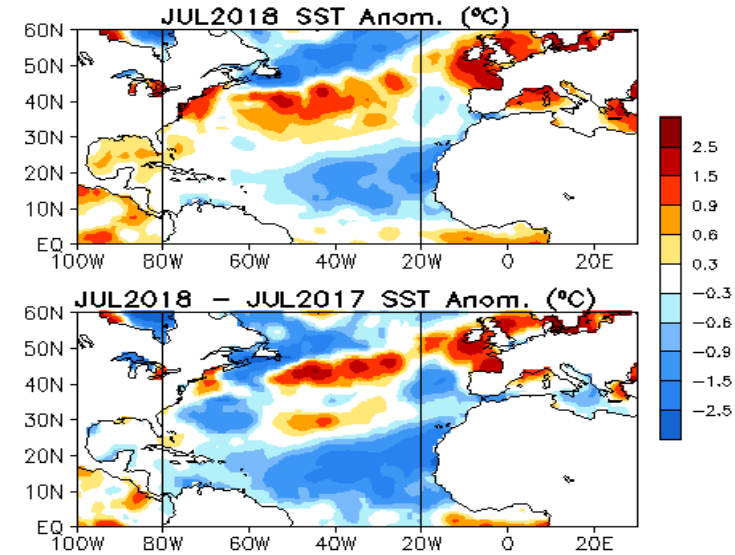 JUL2018 SST Anom. (ºC)
60N
50N
40N
30N
20N
10N
EQ
100W 80W 60W 40W 20W 0 20E
JUL2018 – JUL2017 SST Anom. (ºC)
60N
50N
40N
30N
20N
10N
EQ
100W 80W 60W 40W 20W 0 20E
2.5
1.5
0.9
0.6
0.3
−0.3
−0.6
−0.9
−1.5
−2.5